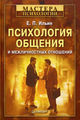 МАСТЕРА
ПСИХОЛОГИИ
Е. П. Ильин
ПСИХОЛОГИЯ
ОБЩЕНИЯ
И МЕЖЛИЧНОСТНЫХ ОТНОШЕНИЙ